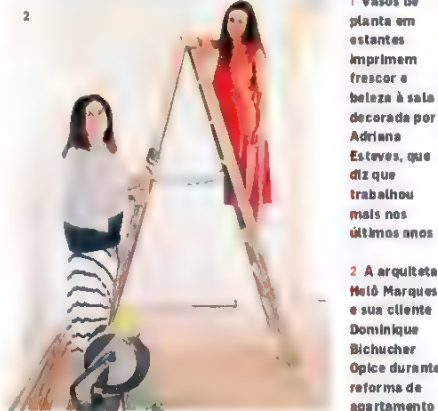 2
1 Vasos de
planta em
estantes
imprimem
frescor e
beleza à sala
decorada por
Adriana
Esteves, que
diz que
trabalhou
mais nos
últimos anos
2 A arquiteta
Helô Marques
e sua cliente
Dominique
Bichucher
Opice durante
reforma de
apartamento